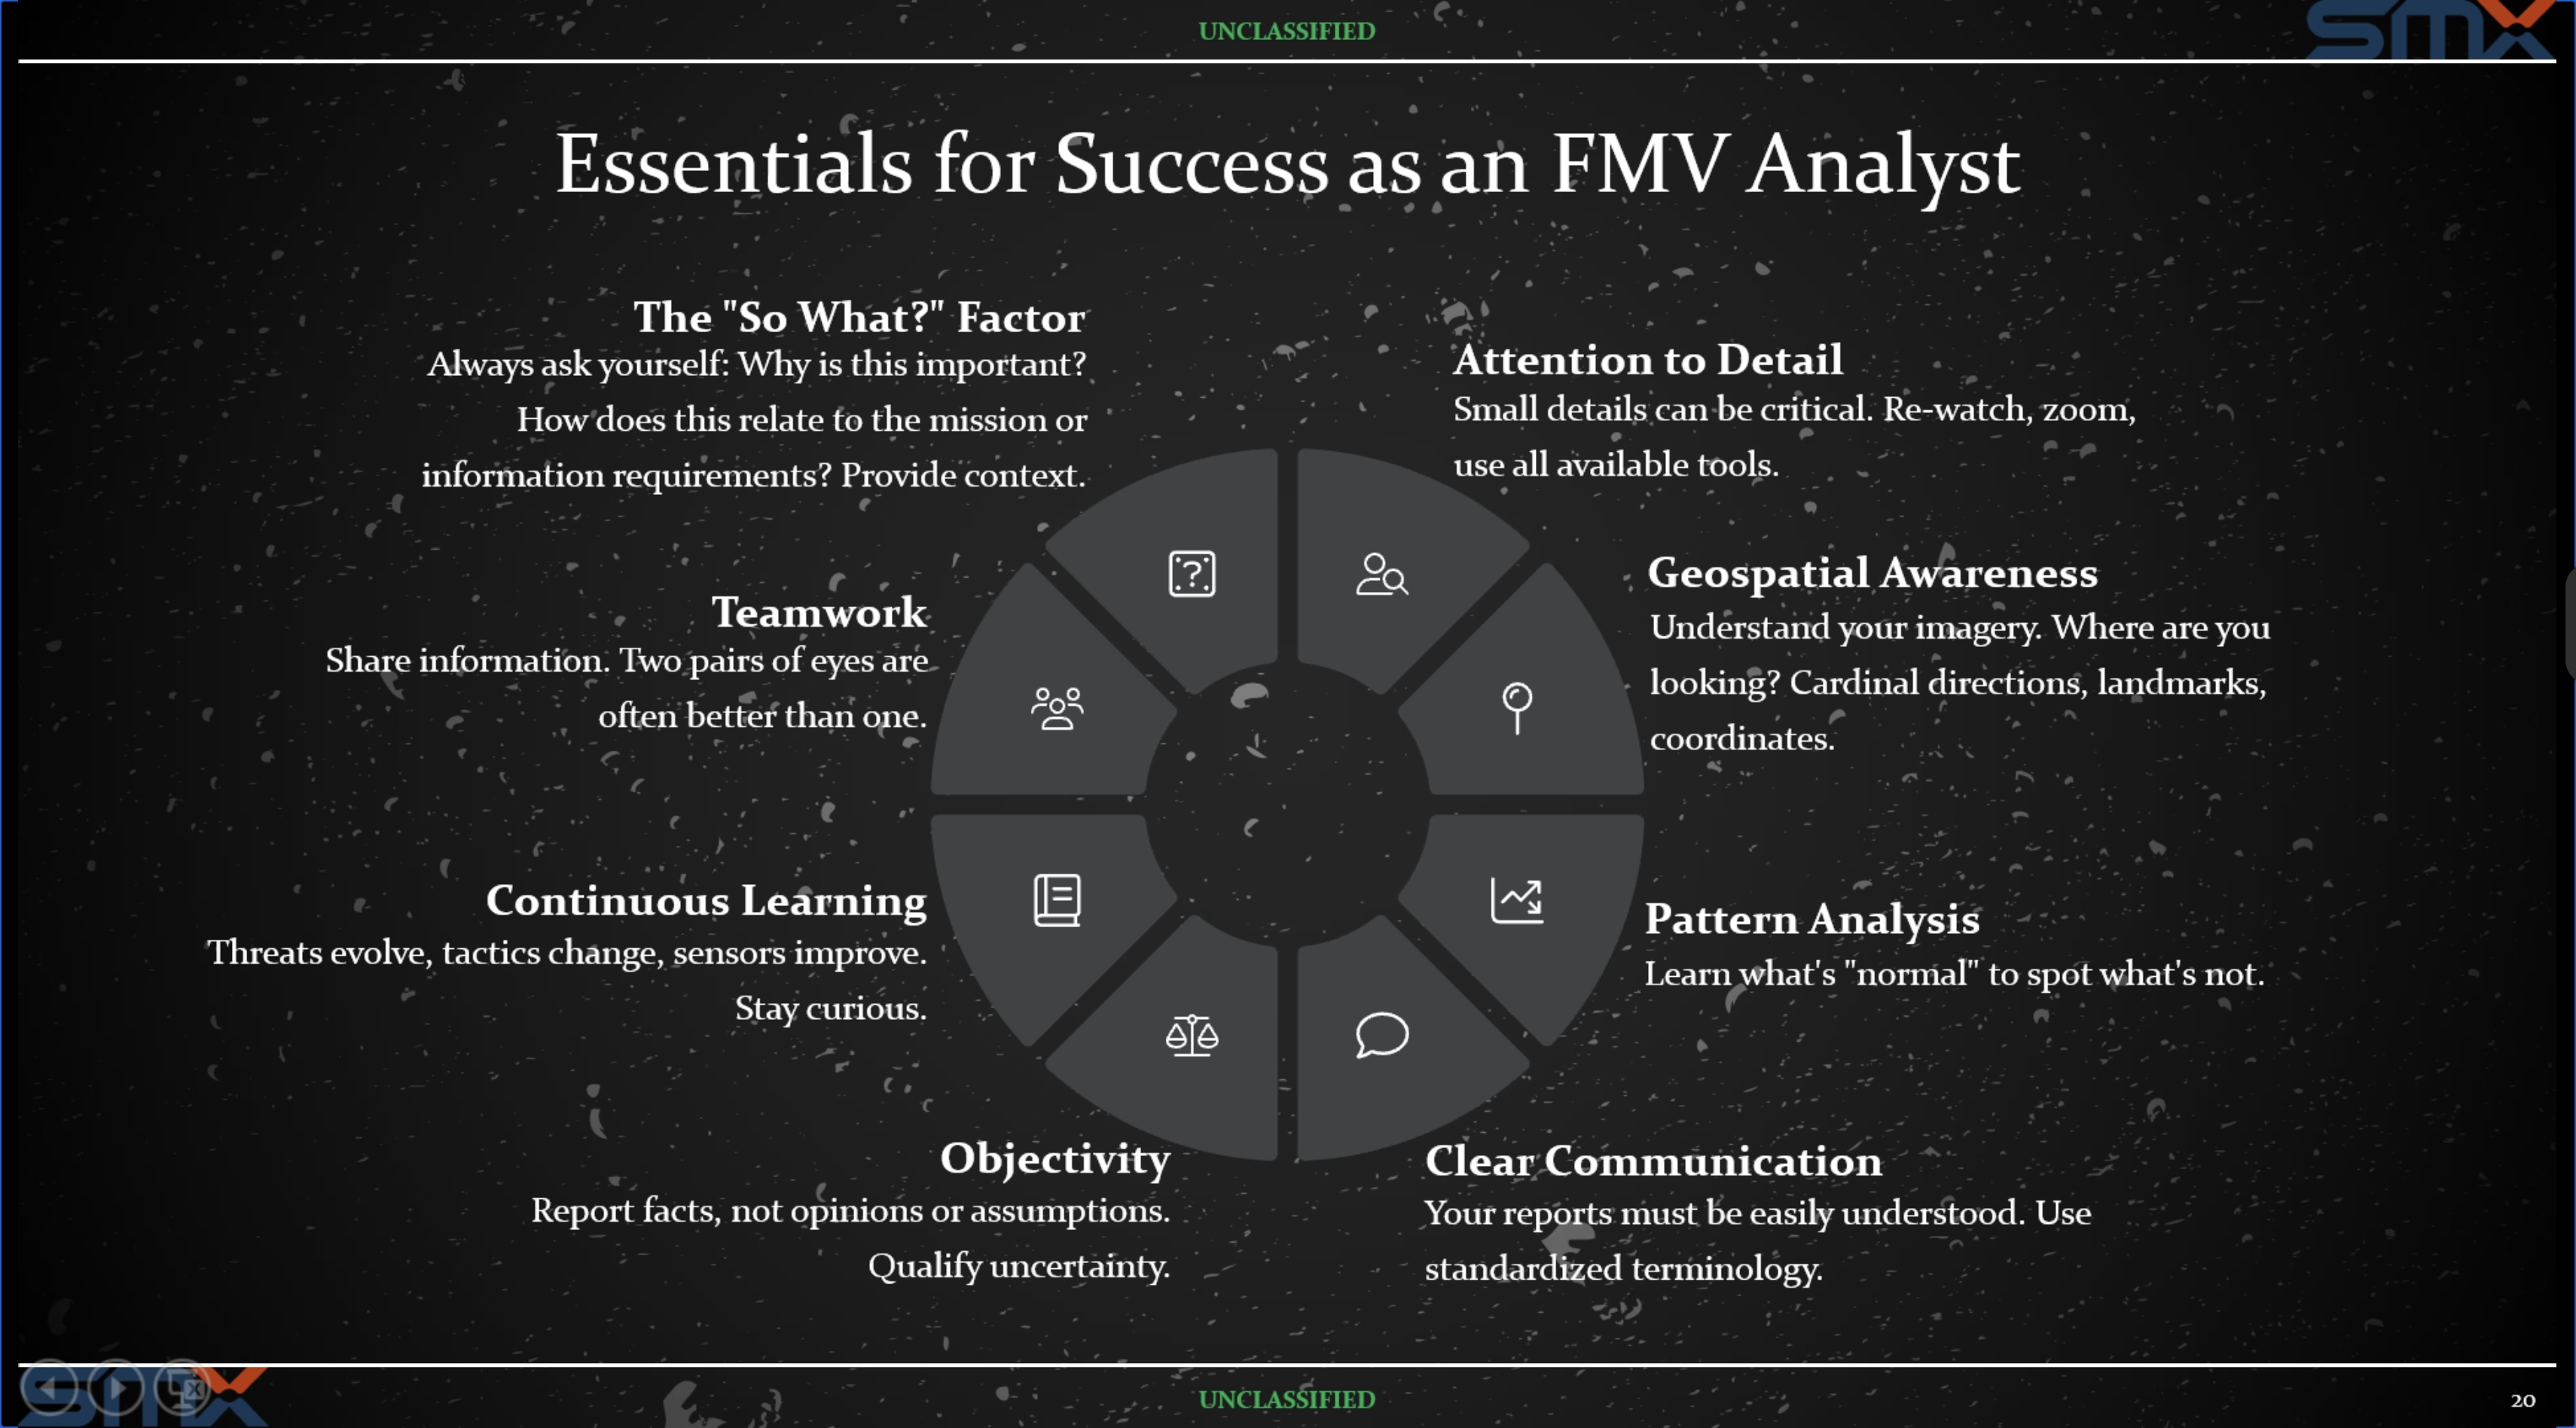 UNCLASSIFIED
SMX
Essentials for Success as an FMV Analyst
The "So What?" Factor
Always ask yourself: Why is this important?
How does this relate to the mission or
information requirements? Provide context.
Attention to Detail
Small details can be critical. Re-watch, zoom,
use all available tools.
Teamwork
Share information. Two pairs of eyes are
often better than one.
Geospatial Awareness
Understand your imagery. Where are you
looking? Cardinal directions, landmarks,
coordinates.
Continuous Learning
Threats evolve, tactics change, sensors improve.
Stay curious.
Pattern Analysis
Learn what's "normal" to spot what's not.
Objectivity
Report facts, not opinions or assumptions.
Qualify uncertainty.
Clear Communication
Your reports must be easily understood. Use
standardized terminology.
SMX
UNCLASSIFIED
20